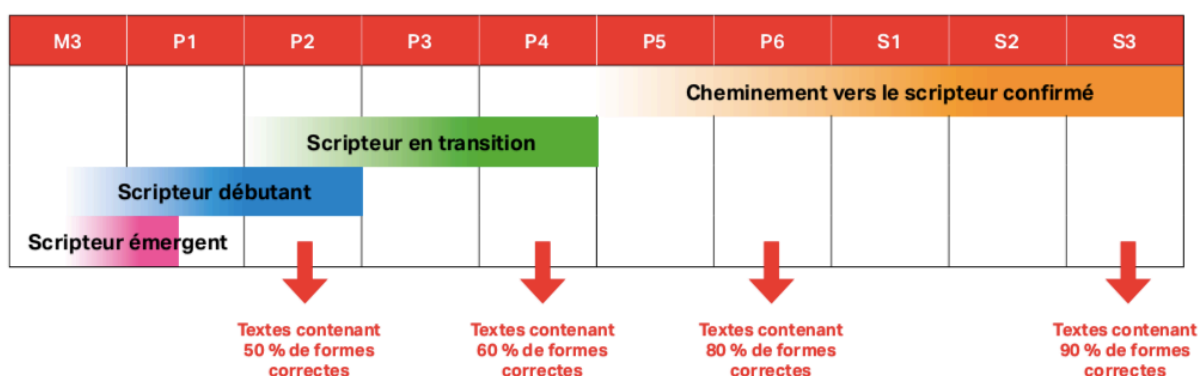 M3 P1 P2 P3 P4 P5 P6 S1 S2 S3
Cheminement vers le scripteur confirmé
Scripteur en transition
Scripteur débutant
Scripteur émergent
Textes contenant
50 % de formes
correctes
Textes contenant
60 % de formes
correctes
Textes contenant
80 % de formes
correctes
Textes contenant
90 % de formes
correctes